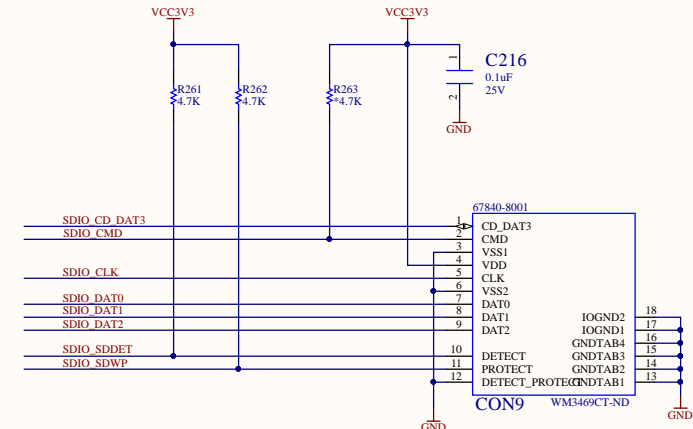 VCC3V3
VCC3V3
R261
4.7K
R262
4.7K
R263
*4.7K
1
2
C216
0.1uF
25V
GND
67840-8001
SDIO_CD_DAT3
1
CD_DAT3
SDIO_CMD
2
CMD
3
VSS1
4
VDD
SDIO_CLK
5
CLK
6
VSS2
SDIO_DAT0
7
DAT0
SDIO_DAT1
8
DAT1
SDIO_DAT2
9
DAT2
SDIO_SDDET
10
DETECT
SDIO_SDWP
11
PROTECT
12
DETECT_PROTECT
IOGND2
18
IOGND1
17
GNDTAB4
16
GNDTAB3
15
GNDTAB2
14
GNDTAB1
13
CON9
WM3469CT-ND
GND
GND